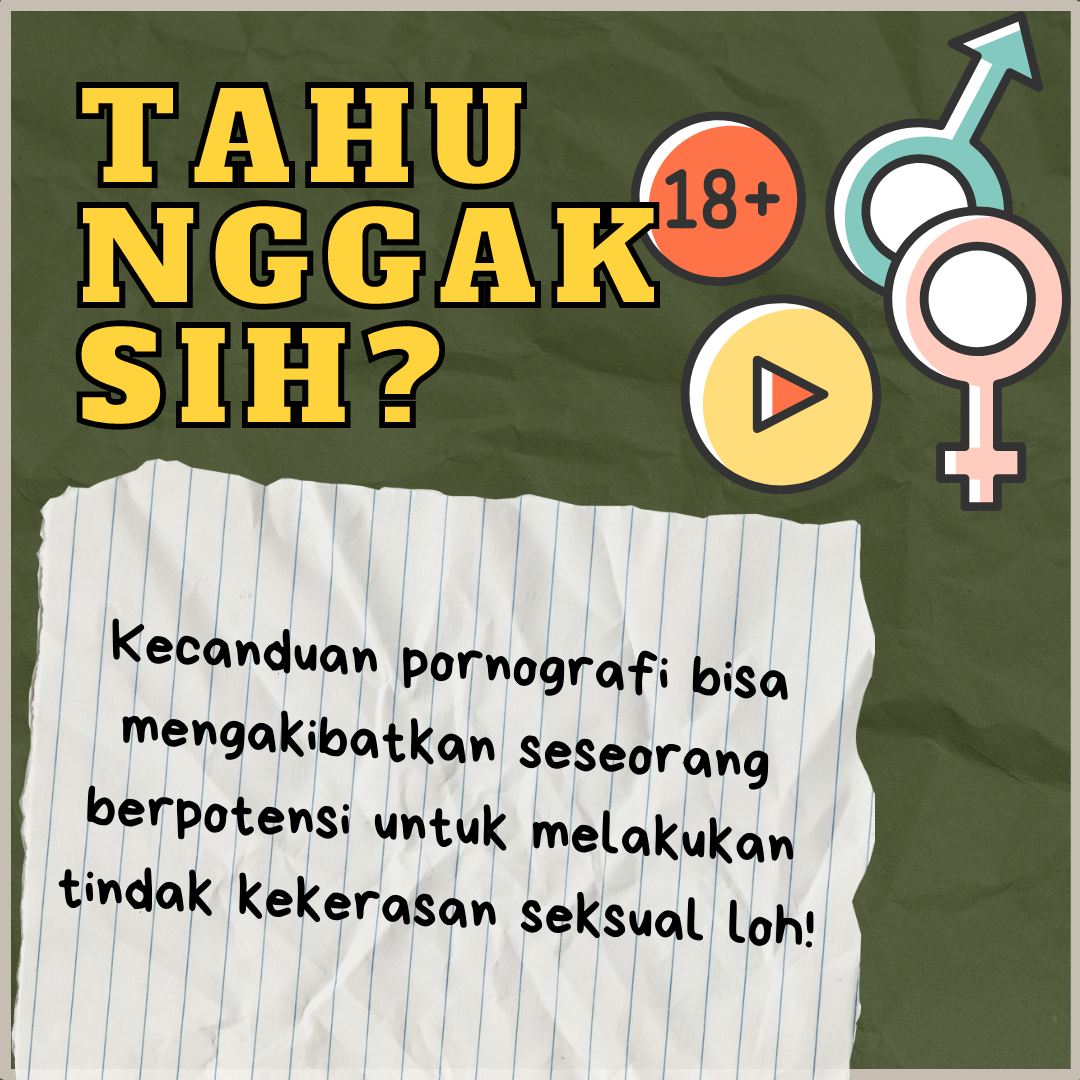 TAHU
NGGAK
SIH?
18+
Kecanduan pornografi bisa
mengakibatkan seseorang
berpotensi untuk melakukan
tindak kekerasan seksual loh!